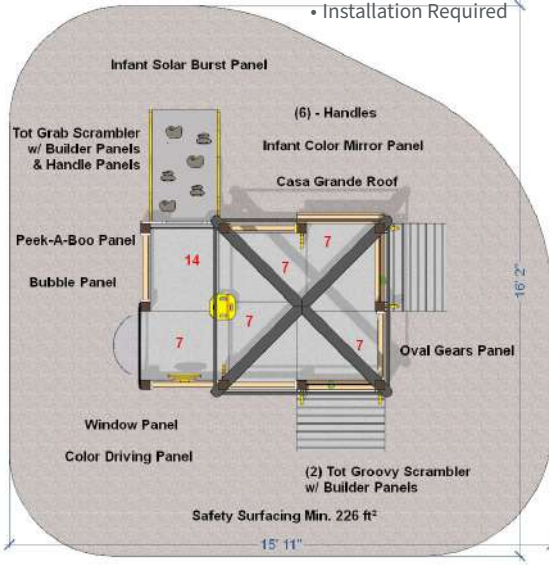 • Installation Required
Infant Solar Burst Panel
(6) - Handles
Tot Grab Scrambler
w/ Builder Panels
& Handle Panels
Infant Color Mirror Panel
Casa Grande Roof
Peek-A-Boo Panel
14
7
7
Bubble Panel
16' 2"
7
7
7
Oval Gears Panel
Window Panel
Color Driving Panel
(2) Tot Groovy Scrambler
w/ Builder Panels
Safety Surfacing Min. 226 ft²
15' 11"